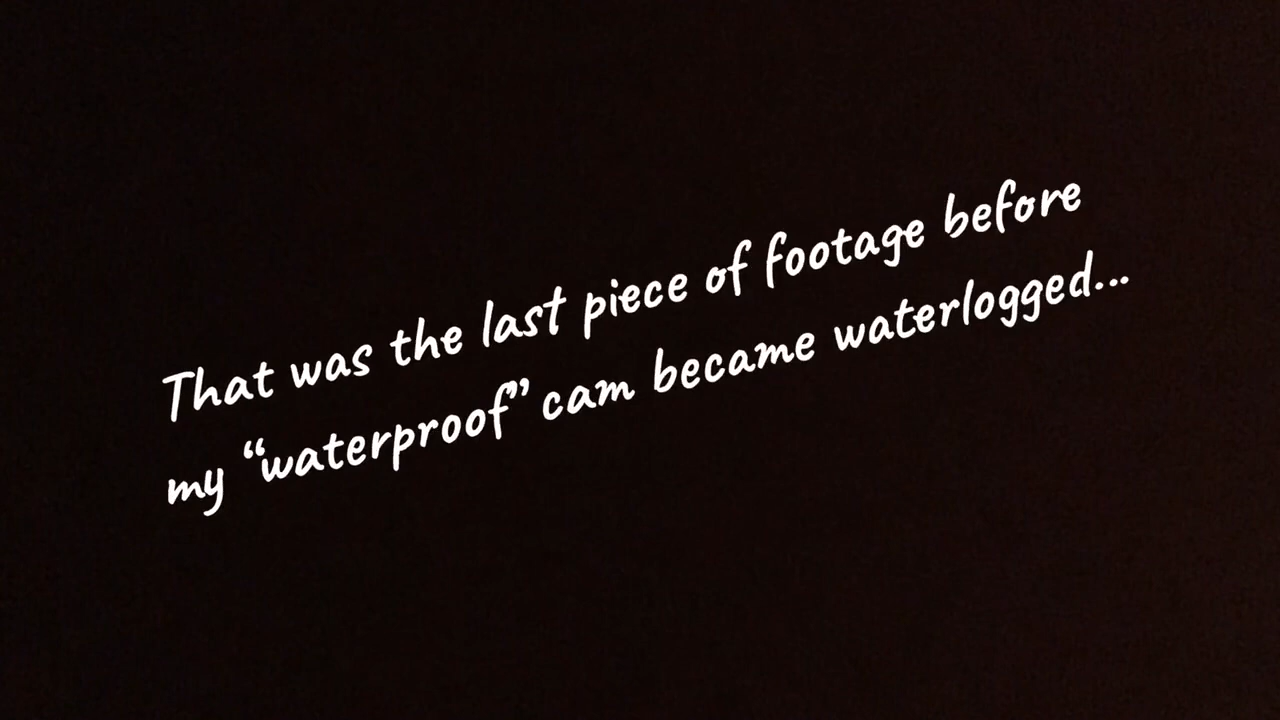 That was the last piece of footage before
my “waterproof” cam became waterlogged...